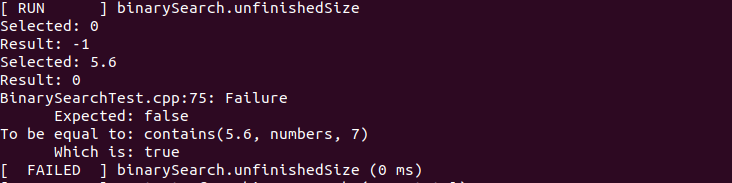 [ RUN      ] binarySearch.unfinishedSize
Selected: 0
Result: -1
Selected: 5.6
Result: 0
BinarySearchTest.cpp:75: Failure
      Expected: false
To be equal to: contains(5.6, numbers, 7)
      Which is: true
[  FAILED  ] binarySearch.unfinishedSize (0 ms)